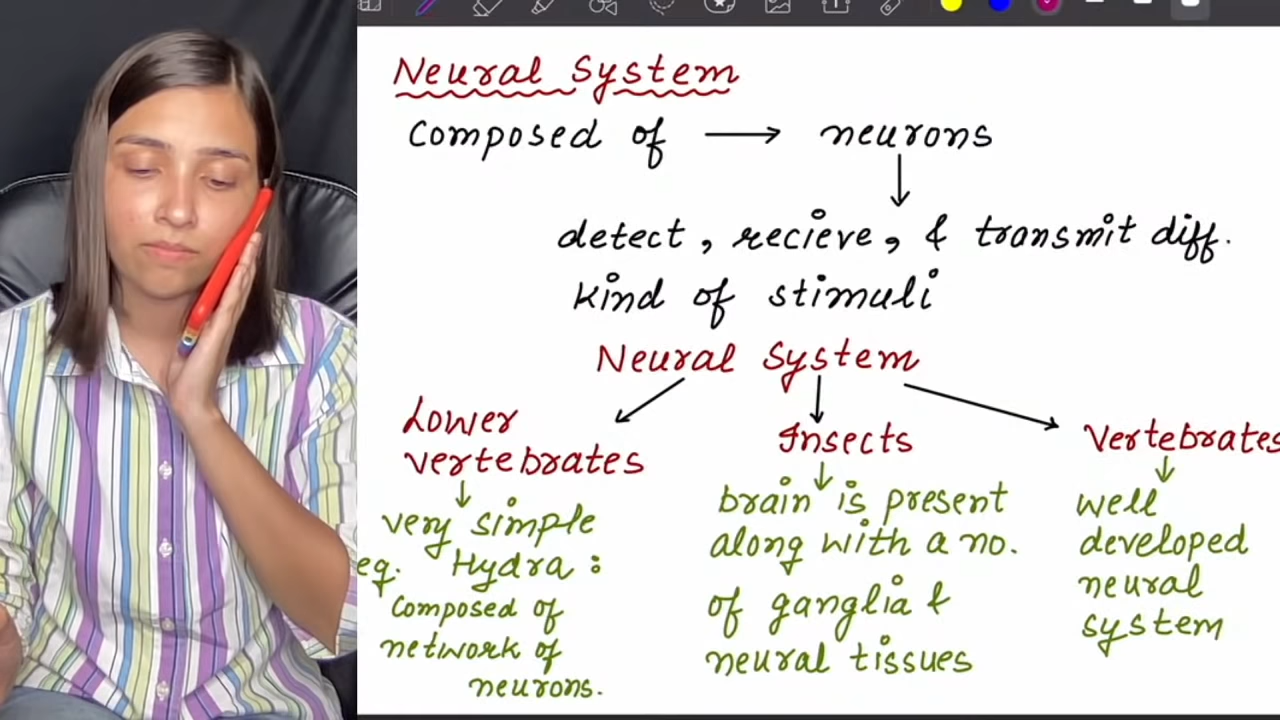 Neural System
Composed of → neurons
detect, recieve, & transmit diff.
kind of stimuli
Neural System
Lower
vertebrates
very simple
eg. Hydra :
Composed of
network of
neurons.
Insects
brain is present
along with a no.
of ganglia &
neural tissues
Vertebrates
well
developed
neural
system